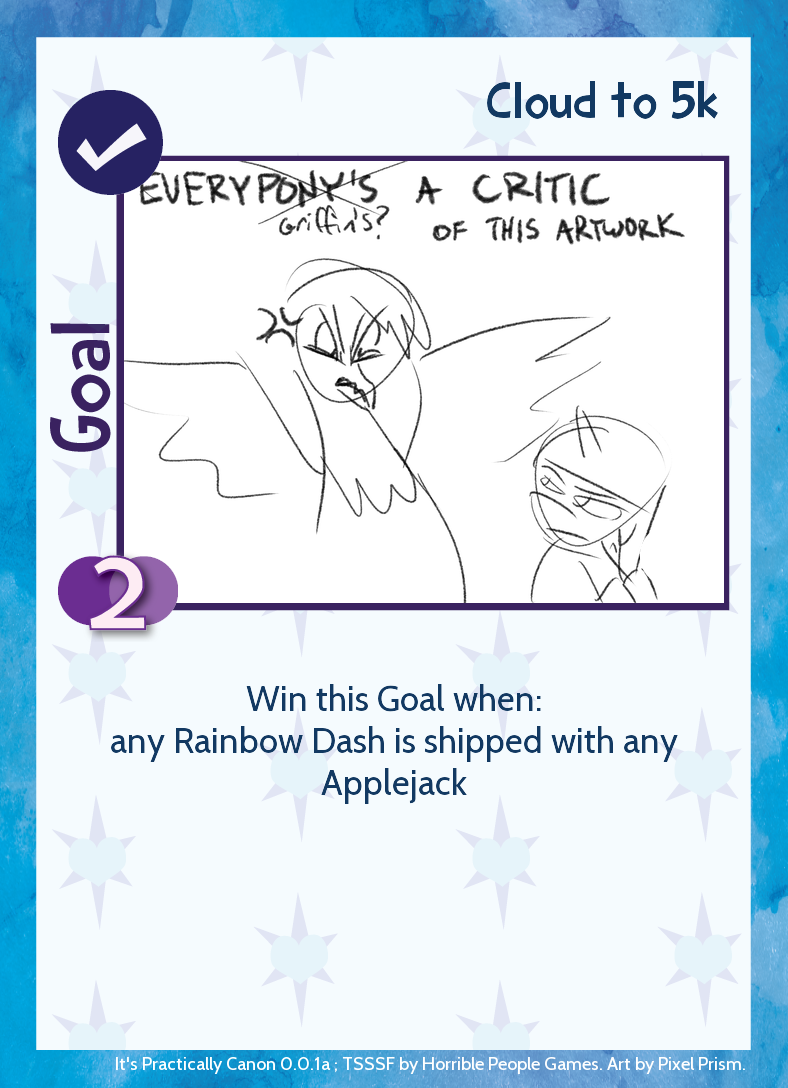 Cloud to 5k
EVERYPONY'S A CRITIC
Griffin's? OF THIS ARTWORK
Goal
2
Win this Goal when:
any Rainbow Dash is shipped with any
Applejack
It's Practically Canon 0.0.1a ; TSSSF by Horrible People Games. Art by Pixel Prism.